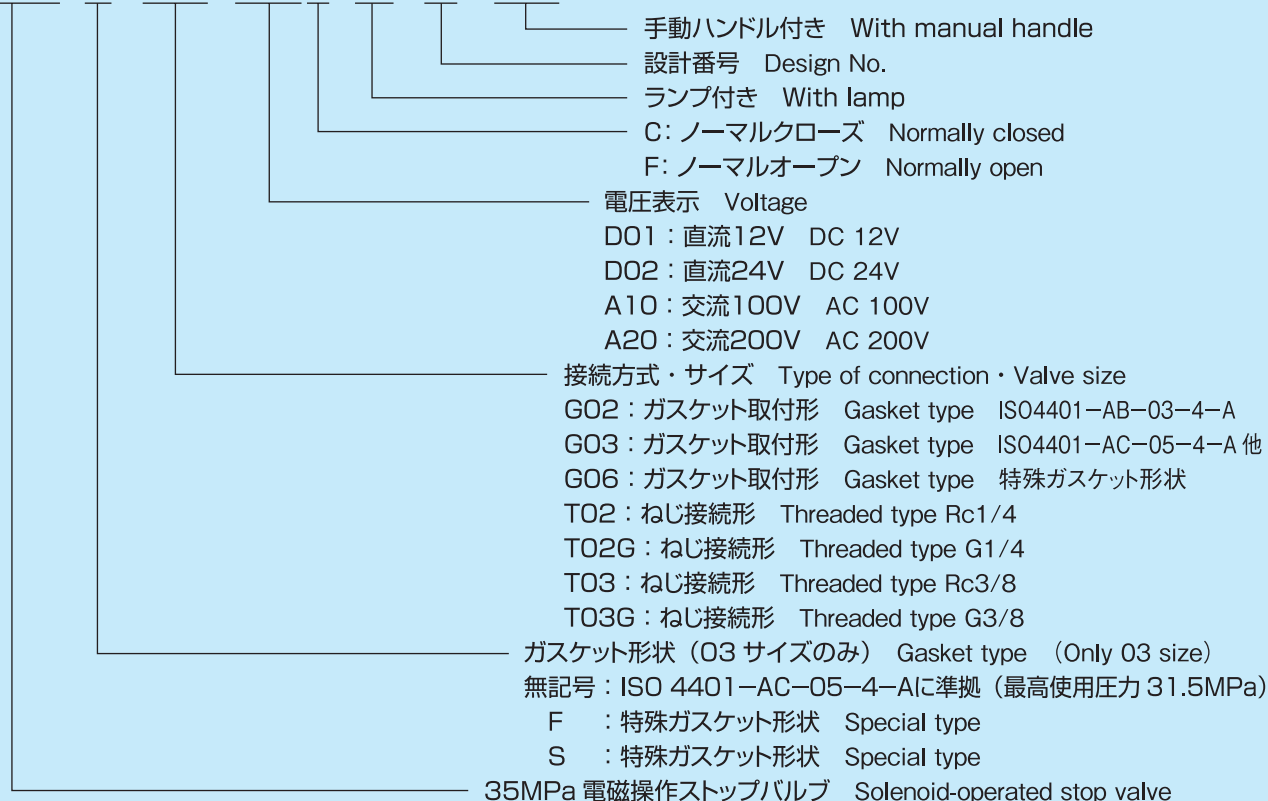 手動ハンドル付き With manual handle
設計番号 Design No.
ランプ付き With lamp
C：ノーマルクローズ Normally closed
F：ノーマルオープン Normally open
電圧表示 Voltage
D01：直流12V DC 12V
D02：直流24V DC 24V
A10：交流100V AC 100V
A20：交流200V AC 200V
接続方式・サイズ Type of connection・Valve size
G02：ガスケット取付形 Gasket type ISO4401−AB−03−4−A
G03：ガスケット取付形 Gasket type ISO4401−AC−05−4−A 他
G06：ガスケット取付形 Gasket type 特殊ガスケット形状
T02：ねじ接続形 Threaded type Rc1/4
T02G：ねじ接続形 Threaded type G1/4
T03：ねじ接続形 Threaded type Rc3/8
T03G：ねじ接続形 Threaded type G3/8
ガスケット形状（03 サイズのみ） Gasket type （Only 03 size）
無記号：ISO 4401−AC−05−4−Aに準拠（最高使用圧力 31.5MPa）
F ：特殊ガスケット形状 Special type
S ：特殊ガスケット形状 Special type
35MPa 電磁操作ストップバルブ Solenoid-operated stop valve